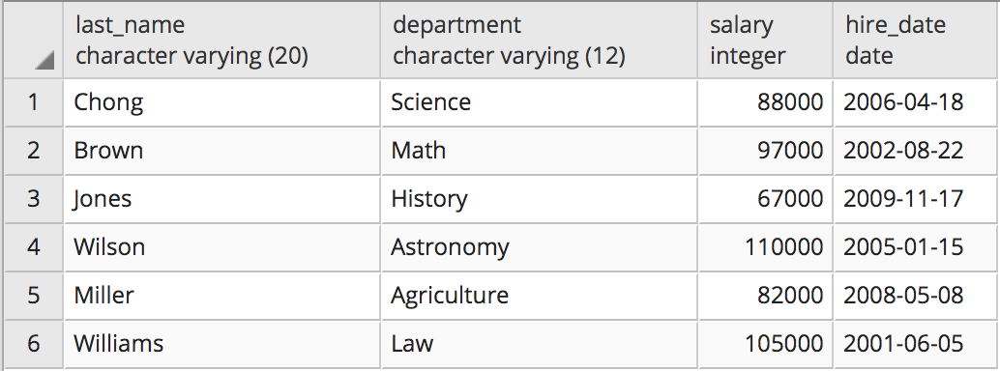 last_name department salary hire_date
character varying (20) character varying (12) integer date
1 Chong Science 88000 2006-04-18
2 Brown Math 97000 2002-08-22
3 Jones History 67000 2009-11-17
4 Wilson Astronomy 110000 2005-01-15
5 Miller Agriculture 82000 2008-05-08
6 Williams Law 105000 2001-06-05